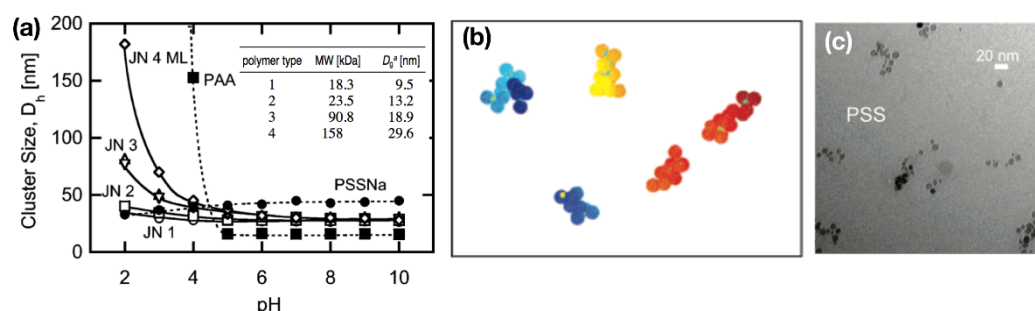 (a)
200
150
100
50
0
Cluster Size, D_h [nm]
JN 4 ML
PAA
JN 3
JN 2
JN 1
PSSNa
polymer type MW [kDa] D_g^a [nm]
1 18.3 9.5
2 23.5 13.2
3 90.8 18.9
4 158 29.6
2 4 6 8 10
pH
(b)
(c)
20 nm
PSS